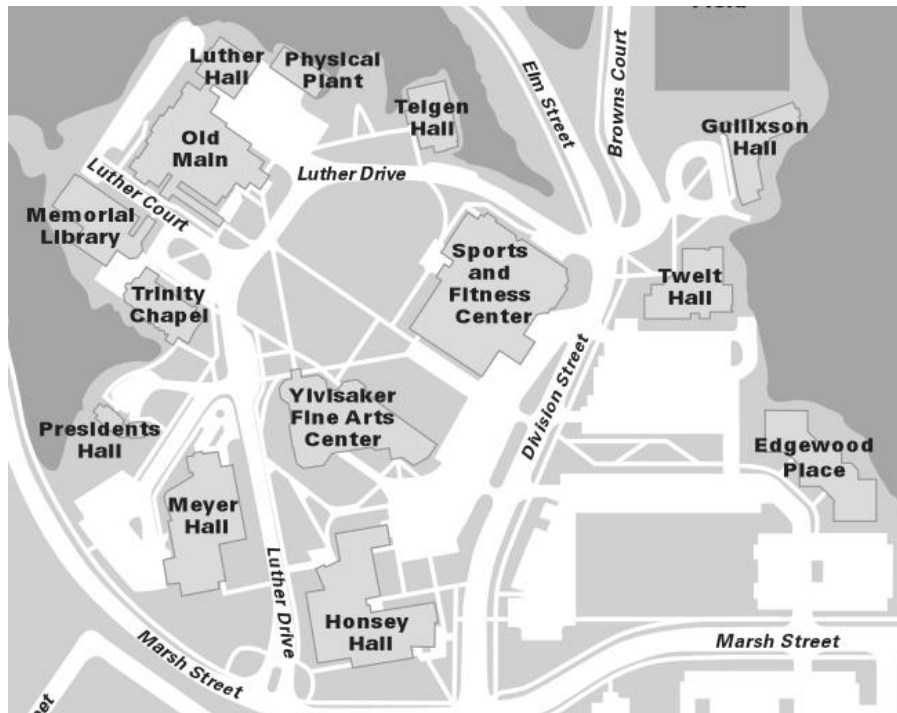 Luther
Hall
Physical
Plant
Old
Main
Teigen
Hall
Elm Street
Browns Court
Gullixson
Hall
Luther Drive
Luther Court
Memorial
Library
Sports
and
Fitness
Center
Tweit
Hall
Trinity
Chapel
Ylvisaker
Fine Arts
Center
Division Street
Presidents
Hall
Edgewood
Place
Meyer
Hall
Luther Drive
Honsey
Hall
Marsh Street
Marsh Street